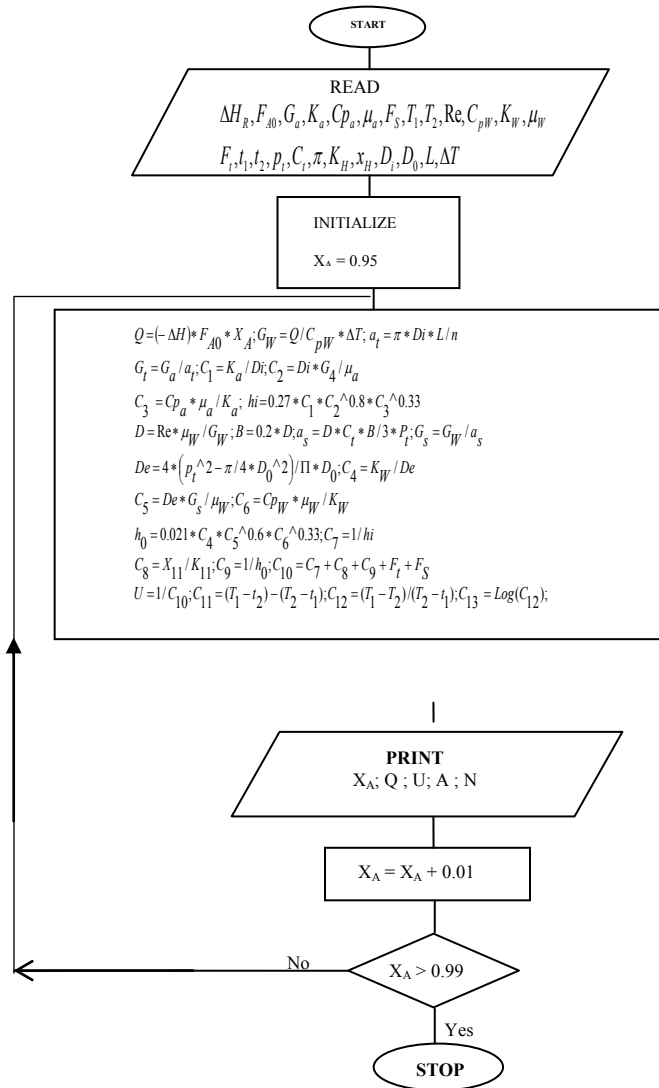 START
READ
ΔH_R, F_A0, G_a, K_a, Cp_a, μ_a, F_S, T_1, T_2, Re, C_pW, K_W, μ_W
F_t, t_1, t_2, p_t, C_t, π, K_H, x_H, D_i, D_0, L, ΔT
INITIALIZE
X_A = 0.95
Q=(−ΔH)*F_A0*X_A; G_W=Q/C_pW*ΔT; a_t=π*Di*L/n
G_t=G_a/a_t; C_1=K_a/Di; C_2=Di*G_4/μ_a
C_3=Cp_a*μ_a/K_a; hi=0.27*C_1*C_2^0.8*C_3^0.33
D=Re*μ_W/G_W; B=0.2*D; a_s=D*C_t*B/3*P_t; G_s=G_W/a_s
De=4*(p_t^2−π/4*D_0^2)/Π*D_0; C_4=K_W/De
C_5=De*G_s/μ_W; C_6=Cp_W*μ_W/K_W
h_0=0.021*C_4*C_5^0.6*C_6^0.33; C_7=1/hi
C_8=X_11/K_11; C_9=1/h_0; C_10=C_7+C_8+C_9+F_t+F_S
U=1/C_10; C_11=(T_1−t_2)−(T_2−t_1); C_12=(T_1−T_2)/(T_2−t_1); C_13=Log(C_12);
PRINT
X_A; Q ; U; A ; N
X_A = X_A + 0.01
No
X_A > 0.99
Yes
STOP